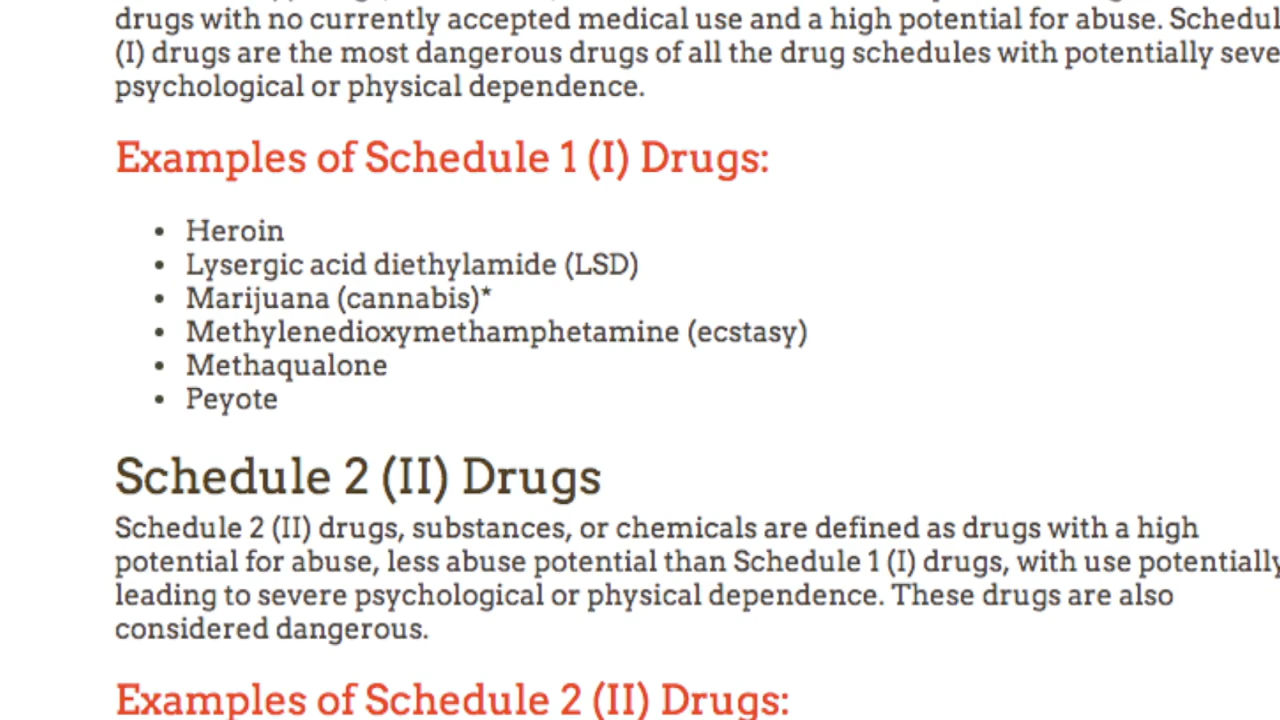 drugs with no currently accepted medical use and a high potential for abuse. Schedul
(I) drugs are the most dangerous drugs of all the drug schedules with potentially seve
psychological or physical dependence.
Examples of Schedule 1 (I) Drugs:
• Heroin
• Lysergic acid diethylamide (LSD)
• Marijuana (cannabis)*
• Methylenedioxymethamphetamine (ecstasy)
• Methaqualone
• Peyote
Schedule 2 (II) Drugs
Schedule 2 (II) drugs, substances, or chemicals are defined as drugs with a high
potential for abuse, less abuse potential than Schedule 1 (I) drugs, with use potentially
leading to severe psychological or physical dependence. These drugs are also
considered dangerous.
Examples of Schedule 2 (II) Drugs: